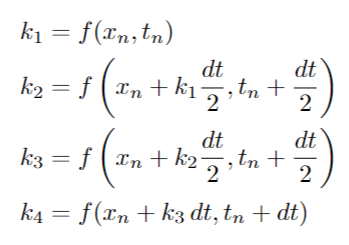 k₁ = f(xₙ, tₙ)
k₂ = f(xₙ + k₁ dt/2, tₙ + dt/2)
k₃ = f(xₙ + k₂ dt/2, tₙ + dt/2)
k₄ = f(xₙ + k₃ dt, tₙ + dt)